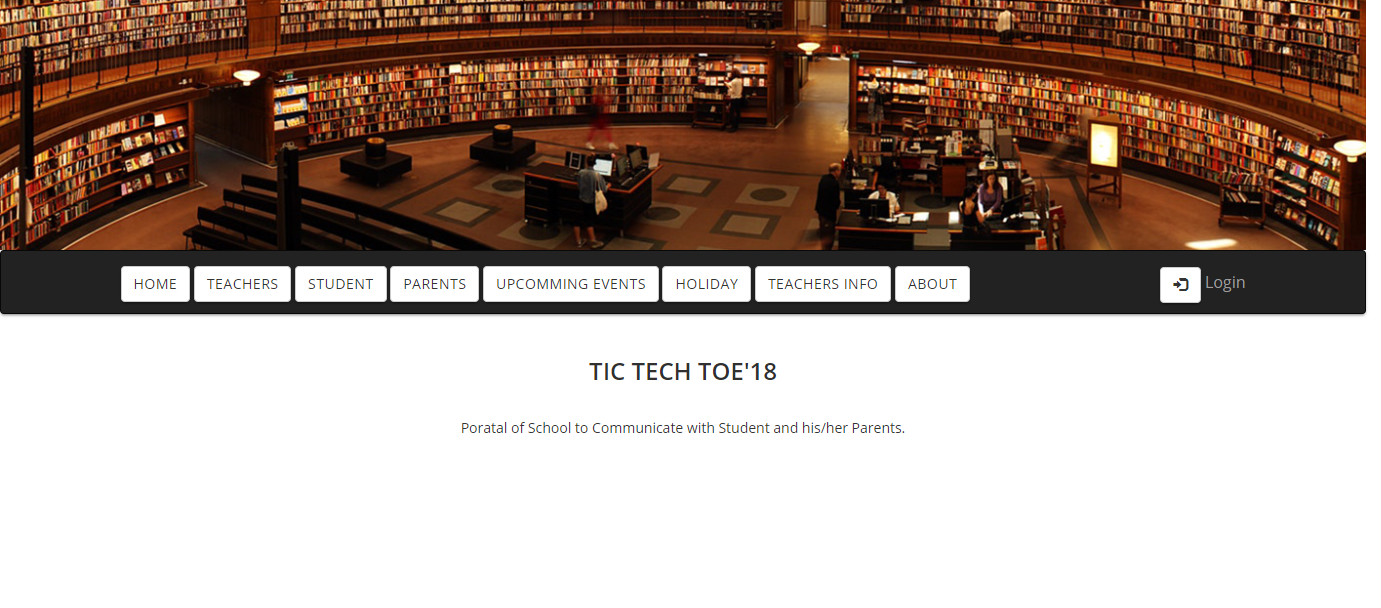 HOME TEACHERS STUDENT PARENTS UPCOMMING EVENTS HOLIDAY TEACHERS INFO ABOUT Login
TIC TECH TOE'18
Poratal of School to Communicate with Student and his/her Parents.